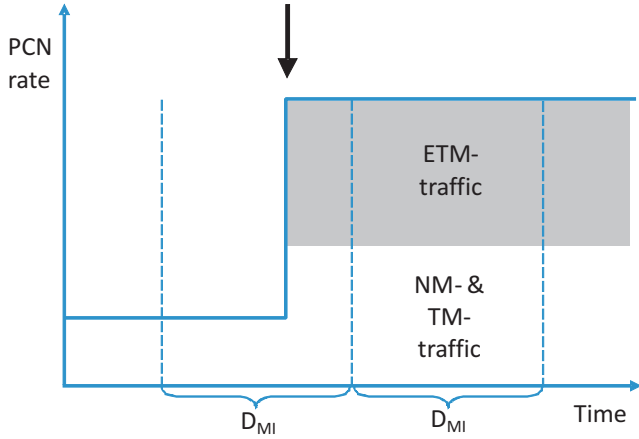 PCN
rate
ETM-
traffic
NM- &
TM-
traffic
D_MI
D_MI
Time